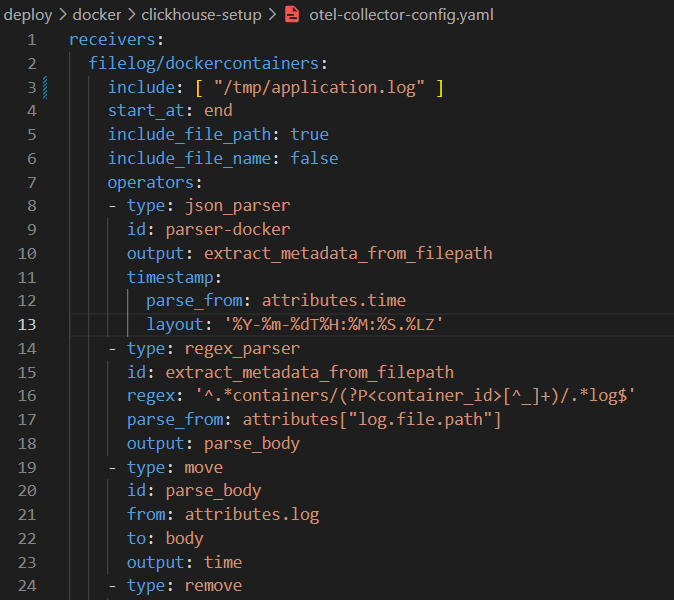 deploy > docker > clickhouse-setup > otel-collector-config.yaml
1 receivers:
2   filelog/dockercontainers:
3     include: [ "/tmp/application.log" ]
4     start_at: end
5     include_file_path: true
6     include_file_name: false
7     operators:
8     - type: json_parser
9       id: parser-docker
10       output: extract_metadata_from_filepath
11       timestamp:
12         parse_from: attributes.time
13         layout: '%Y-%m-%dT%H:%M:%S.%LZ'
14     - type: regex_parser
15       id: extract_metadata_from_filepath
16       regex: '^.*containers/(?P<container_id>[^_]+)/.*log$'
17       parse_from: attributes["log.file.path"]
18       output: parse_body
19     - type: move
20       id: parse_body
21       from: attributes.log
22       to: body
23       output: time
24     - type: remove